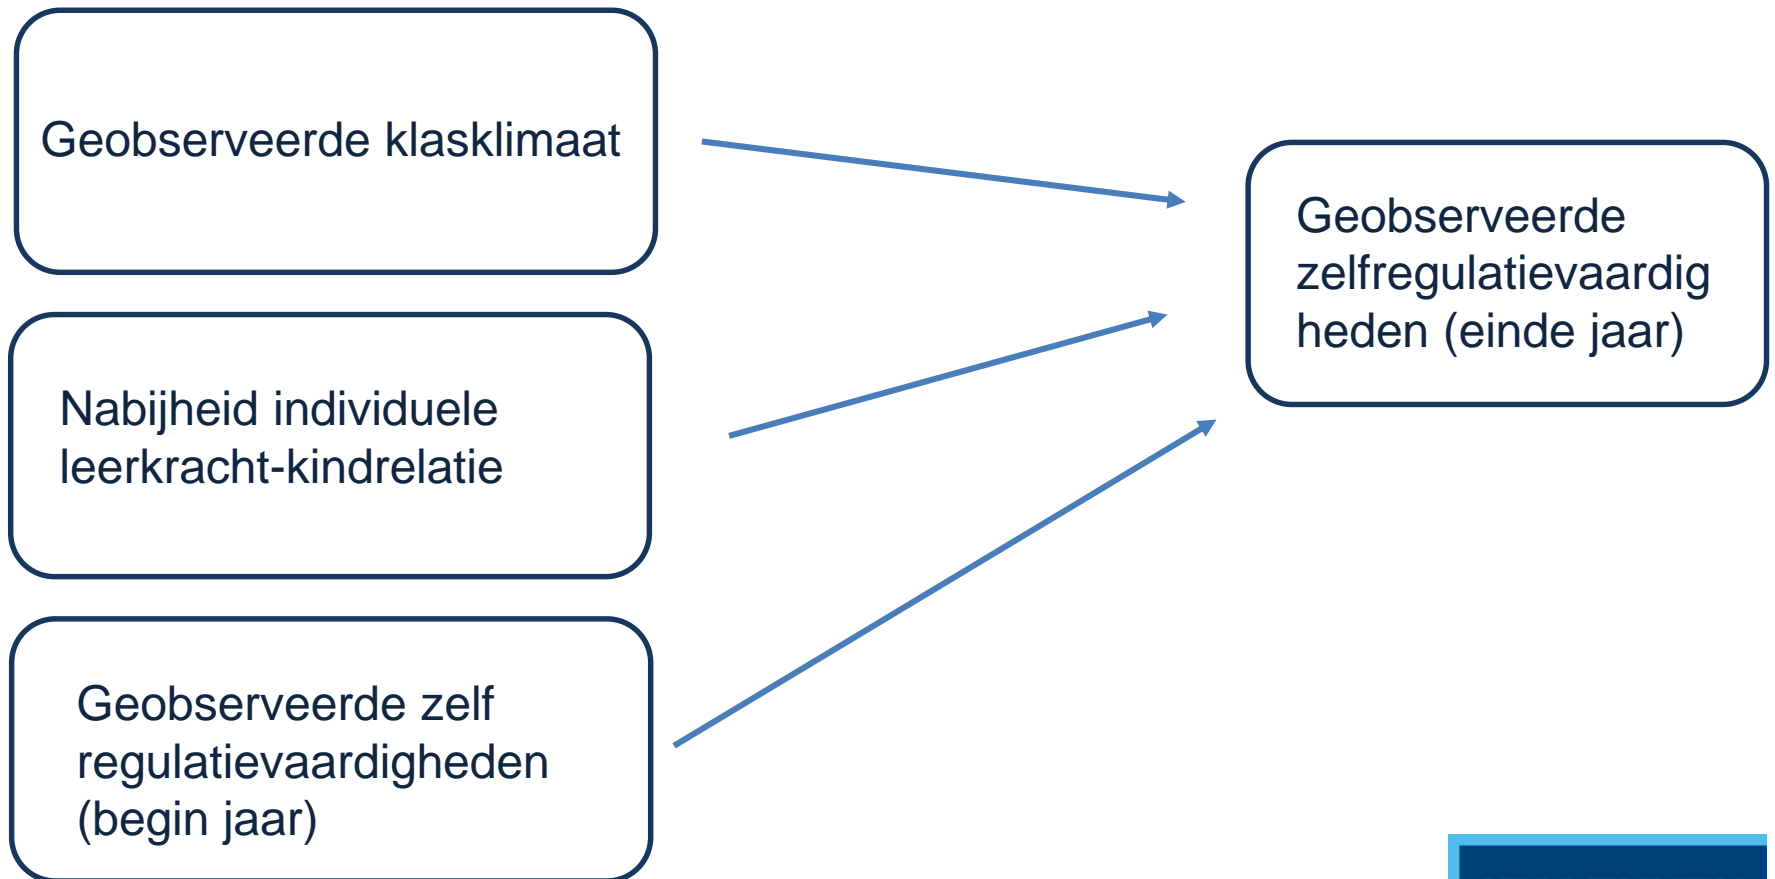 Geobserveerde klasklimaat
Nabijheid individuele
leerkracht-kindrelatie
Geobserveerde zelf
regulatievaardigheden
(begin jaar)
Geobserveerde
zelfregulatievaardig
heden (einde jaar)